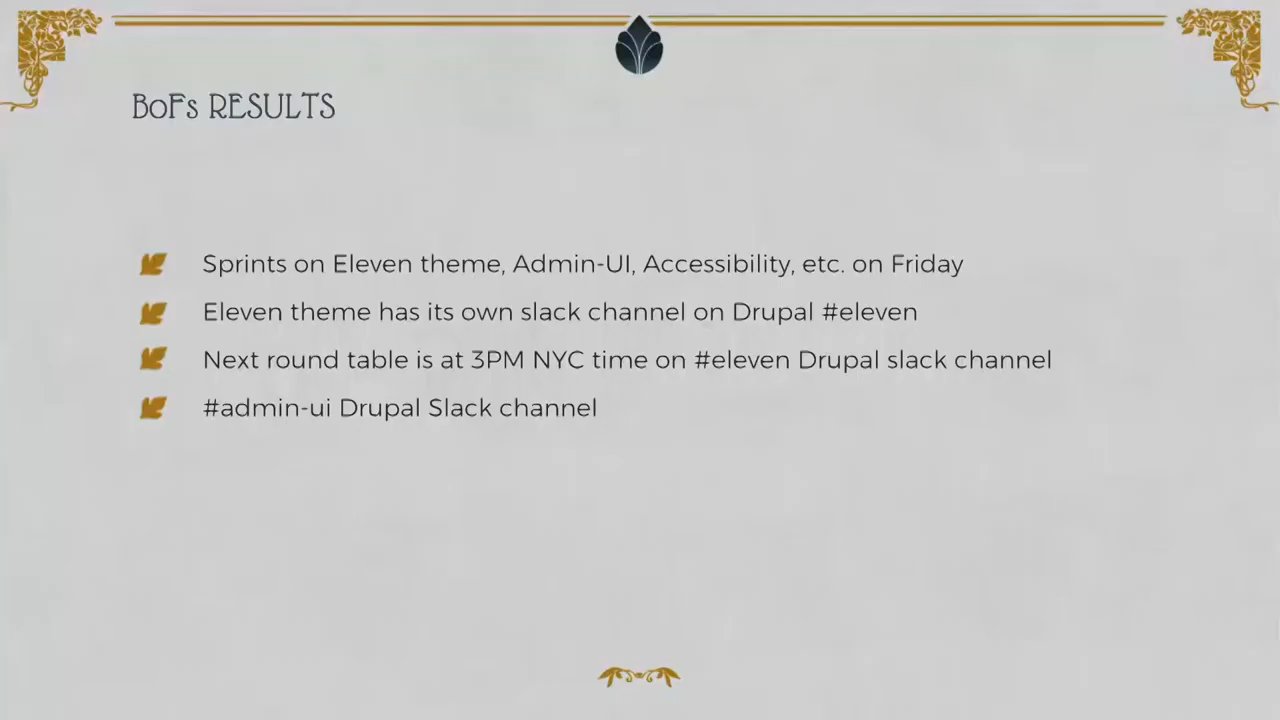 BoFs RESULTS
Sprints on Eleven theme, Admin-UI, Accessibility, etc. on Friday
Eleven theme has its own slack channel on Drupal #eleven
Next round table is at 3PM NYC time on #eleven Drupal slack channel
#admin-ui Drupal Slack channel